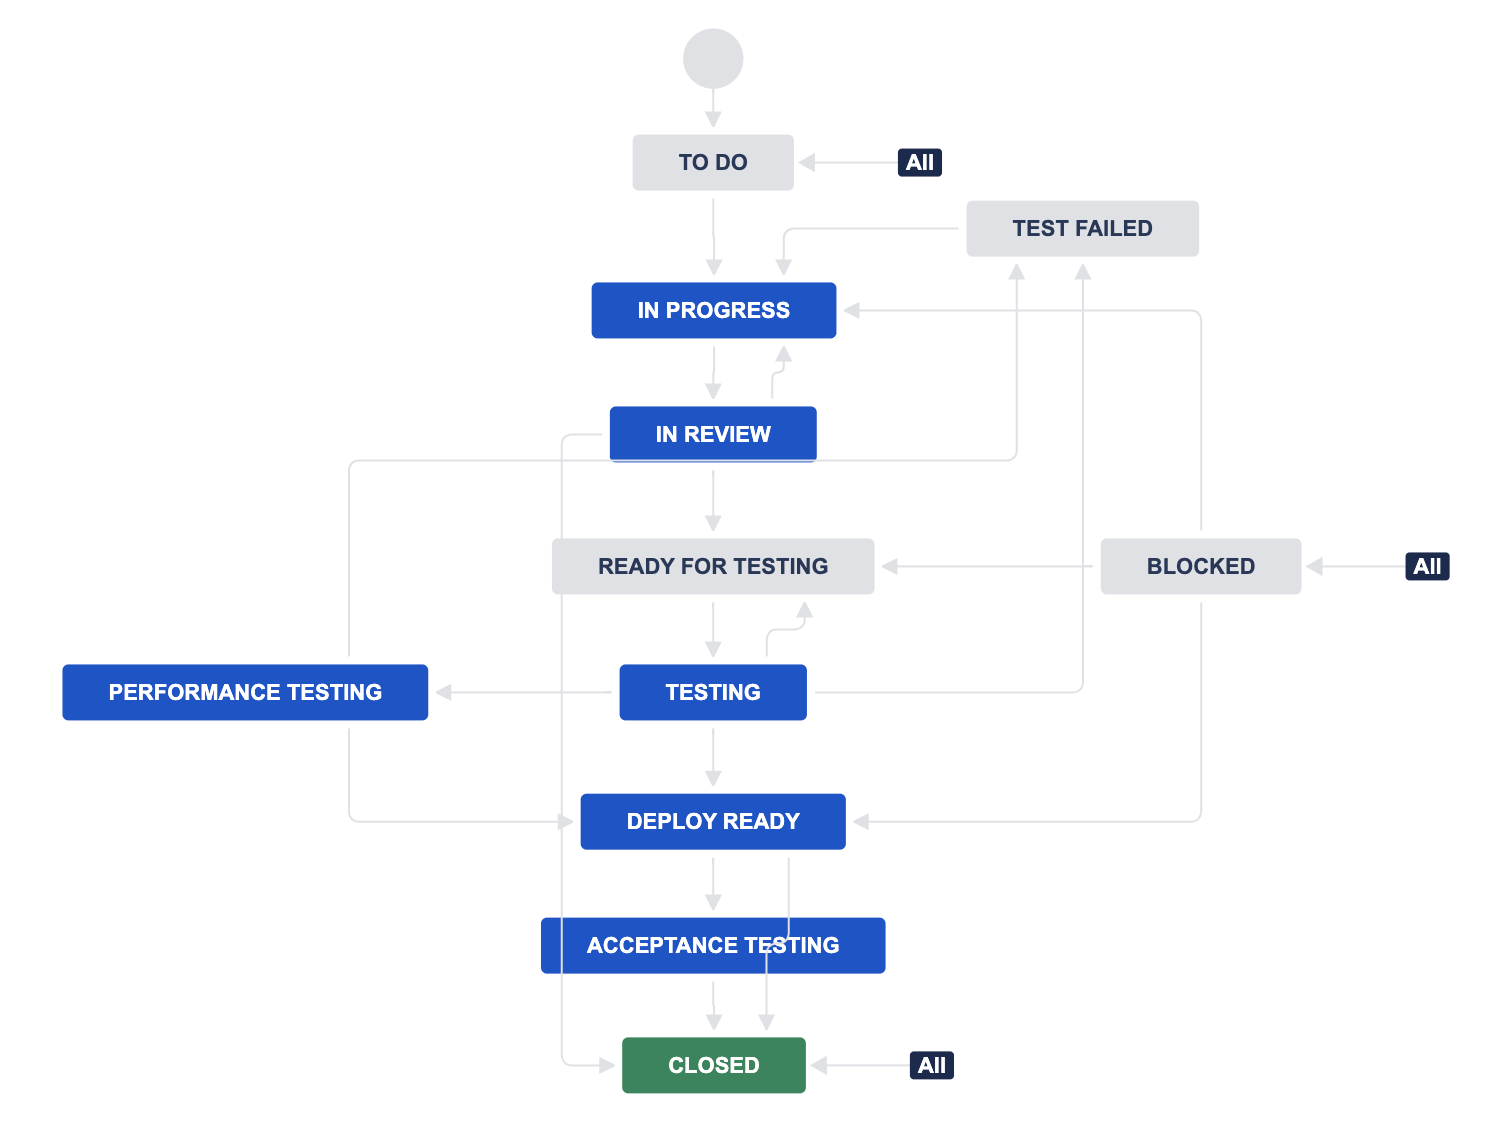 TO DO
All
TEST FAILED
IN PROGRESS
IN REVIEW
READY FOR TESTING
BLOCKED
All
PERFORMANCE TESTING
TESTING
DEPLOY READY
ACCEPTANCE TESTING
CLOSED
All